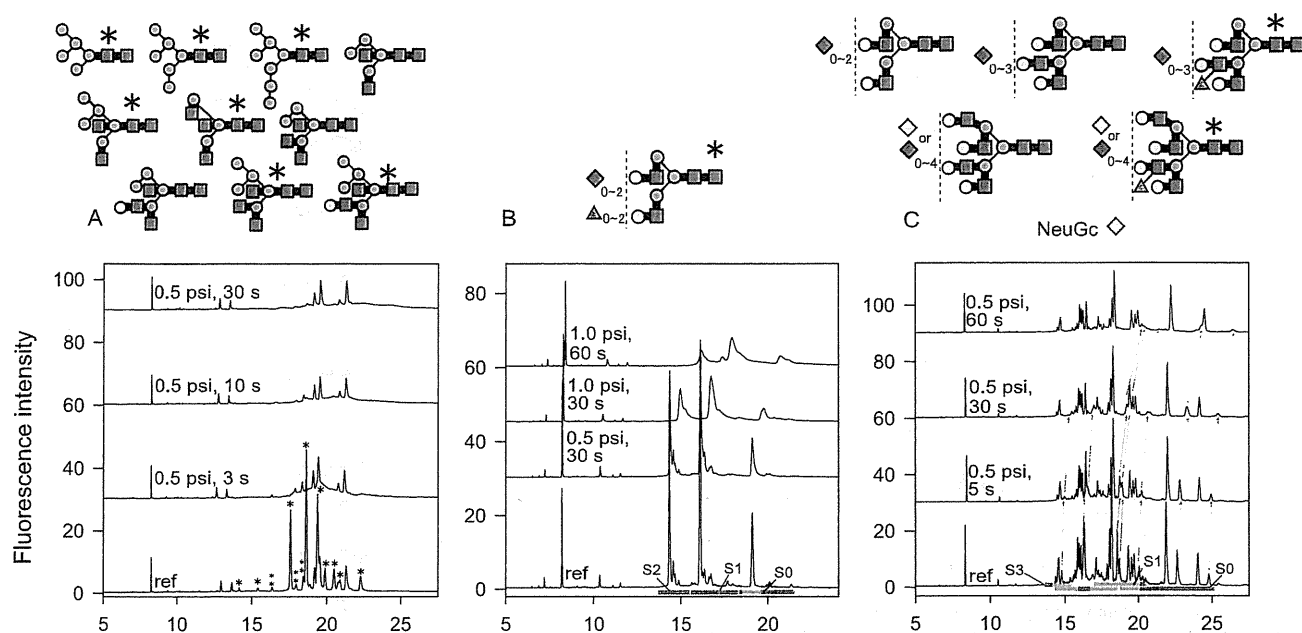 *
*
*
*
*
*
*
A
*
0~2
0~2
B
0~2
0~3
0~3
*
or
0~4
or
0~4
*
C
NeuGc
Fluorescence intensity
100
80
60
40
20
0
0.5 psi, 30 s
0.5 psi, 10 s
0.5 psi, 3 s
ref
5
10
15
20
25
80
60
40
20
0
1.0 psi,
60 s
1.0 psi,
30 s
0.5 psi,
30 s
ref
S2
S1
S0
5
10
15
20
100
80
60
40
20
0
0.5 psi
60 s
0.5 psi
30 s
0.5 psi
5 s
ref
S3
S1
S0
5
10
15
20
25